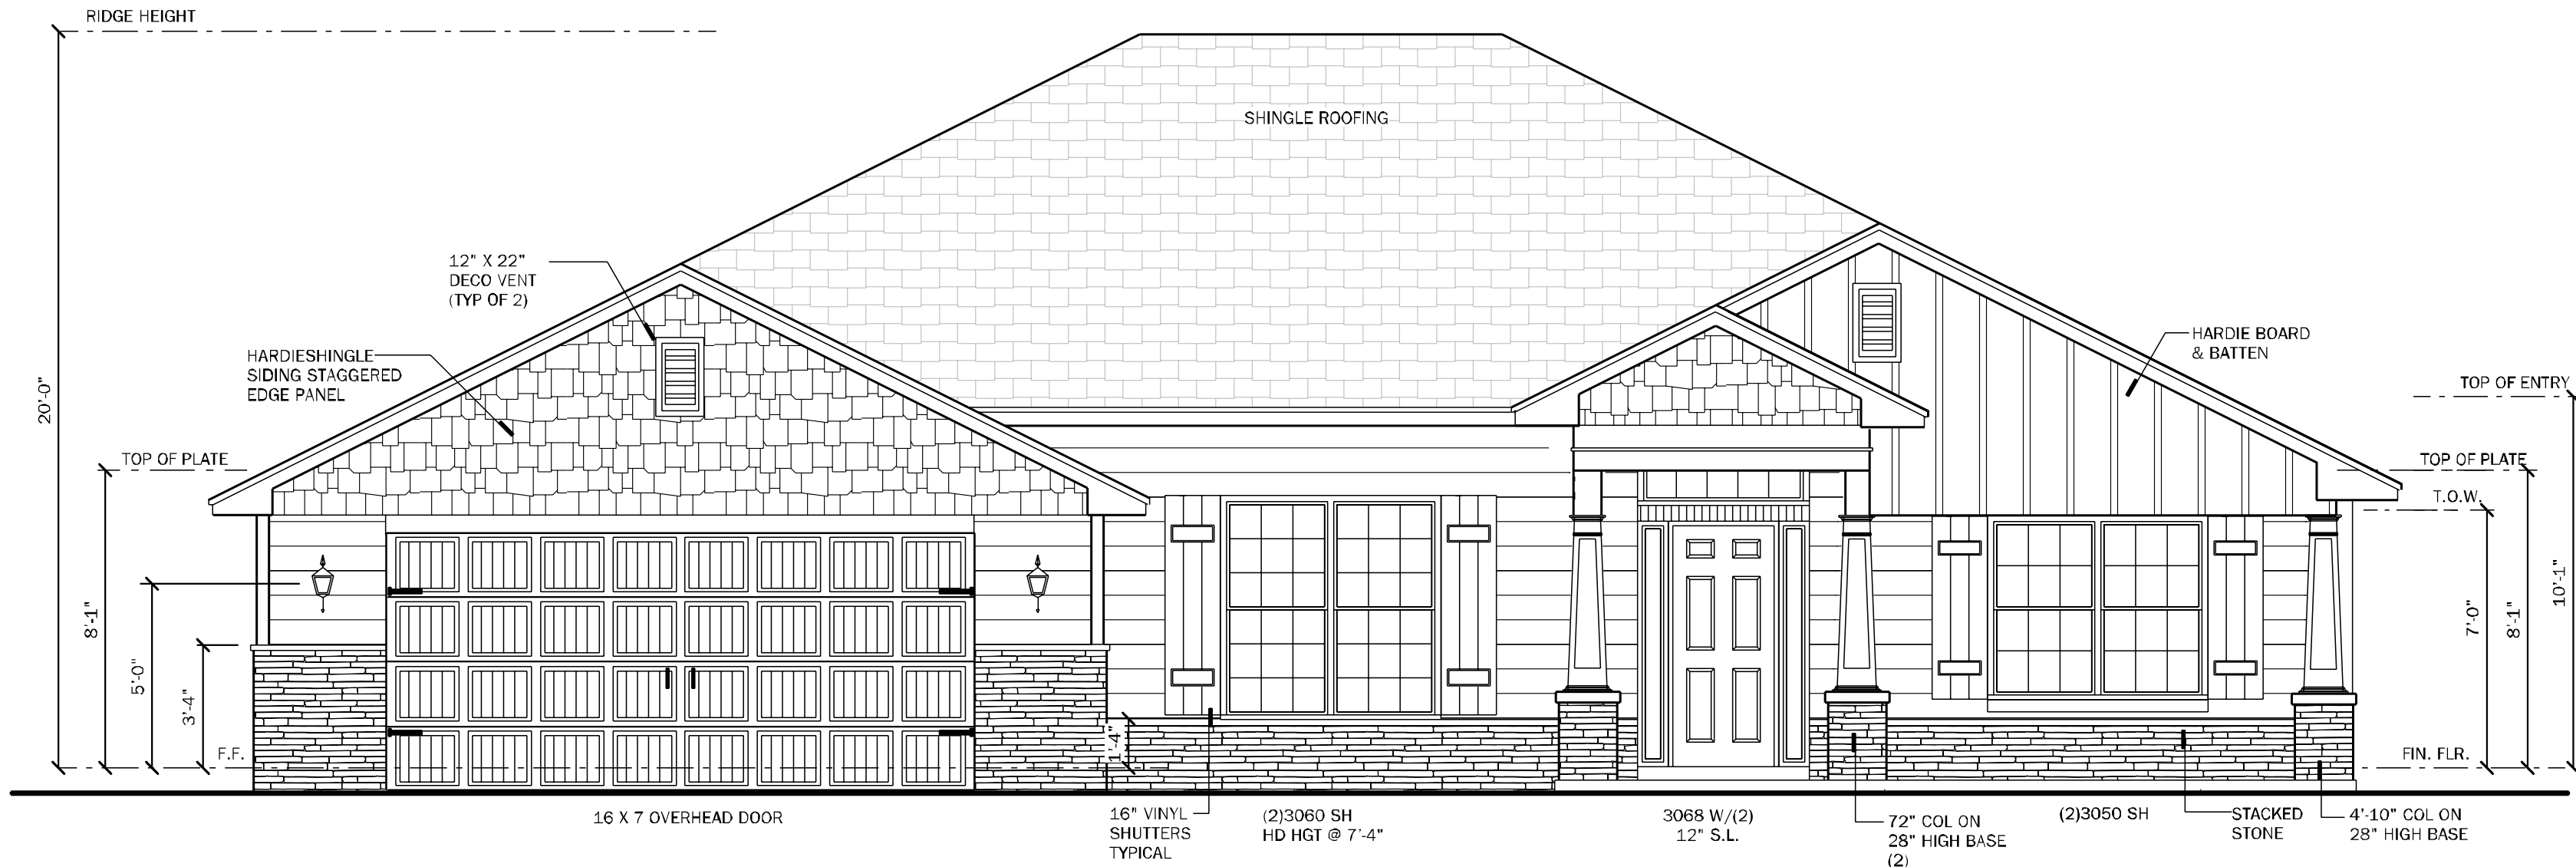 RIDGE HEIGHT
SHINGLE ROOFING
12" X 22"
DECO VENT
(TYP OF 2)
HARDIESHINGLE
SIDING STAGGERED
EDGE PANEL
HARDIE BOARD
& BATTEN
20'-0"
TOP OF PLATE
8'-1"
5'-0"
3'-4"
F.F.
1'-4"
TOP OF ENTRY
TOP OF PLATE
T.O.W.
7'-0"
8'-1"
10'-1"
FIN. FLR.
16 X 7 OVERHEAD DOOR
16" VINYL
SHUTTERS
TYPICAL
(2)3060 SH
HD HGT @ 7'-4"
3068 W/(2)
12" S.L.
72" COL ON
28" HIGH BASE
(2)
(2)3050 SH
STACKED
STONE
4'-10" COL ON
28" HIGH BASE